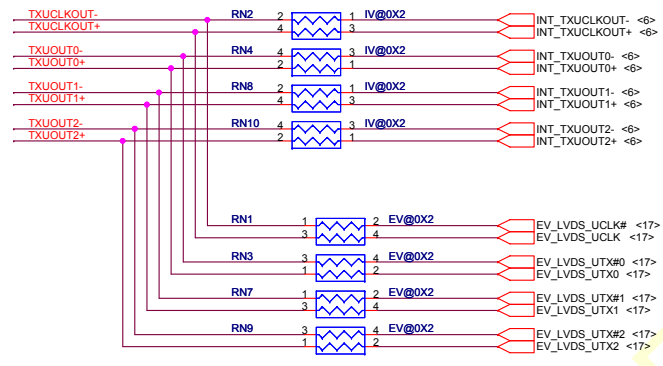 TXUCLKOUT- RN2 2 1 IV@0X2 INT_TXUCLKOUT- <6>
TXUCLKOUT+ 4 3 INT_TXUCLKOUT+ <6>
TXUOUT0- RN4 4 3 IV@0X2 INT_TXUOUT0- <6>
TXUOUT0+ 2 1 INT_TXUOUT0+ <6>
TXUOUT1- RN8 2 1 IV@0X2 INT_TXUOUT1- <6>
TXUOUT1+ 4 3 INT_TXUOUT1+ <6>
TXUOUT2- RN10 4 3 IV@0X2 INT_TXUOUT2- <6>
TXUOUT2+ 2 1 INT_TXUOUT2+ <6>
RN1 1 2 EV@0X2 EV_LVDS_UCLK# <17>
3 4 EV_LVDS_UCLK <17>
RN3 3 4 EV@0X2 EV_LVDS_UTX#0 <17>
1 2 EV_LVDS_UTX0 <17>
RN7 1 2 EV@0X2 EV_LVDS_UTX#1 <17>
3 4 EV_LVDS_UTX1 <17>
RN9 3 4 EV@0X2 EV_LVDS_UTX#2 <17>
1 2 EV_LVDS_UTX2 <17>